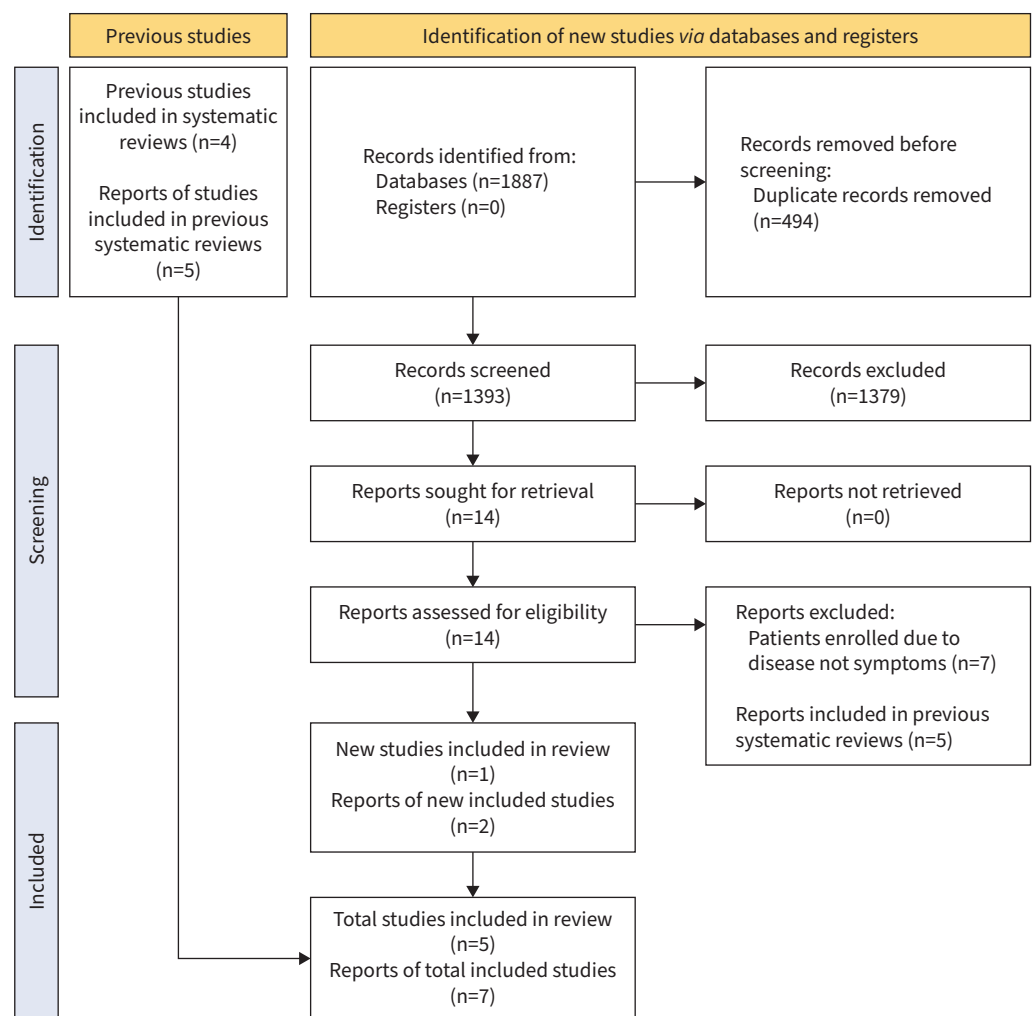 Previous studies
Identification of new studies via databases and registers
Identification
Previous studies
included in systematic
reviews (n=4)
Reports of studies
included in previous
systematic reviews
(n=5)
Records identified from:
Databases (n=1887)
Registers (n=0)
Records removed before
screening:
Duplicate records removed
(n=494)
Screening
Records screened
(n=1393)
Records excluded
(n=1379)
Reports sought for retrieval
(n=14)
Reports not retrieved
(n=0)
Reports assessed for eligibility
(n=14)
Reports excluded:
Patients enrolled due to
disease not symptoms (n=7)
Reports included in previous
systematic reviews (n=5)
Included
New studies included in review
(n=1)
Reports of new included studies
(n=2)
Total studies included in review
(n=5)
Reports of total included studies
(n=7)